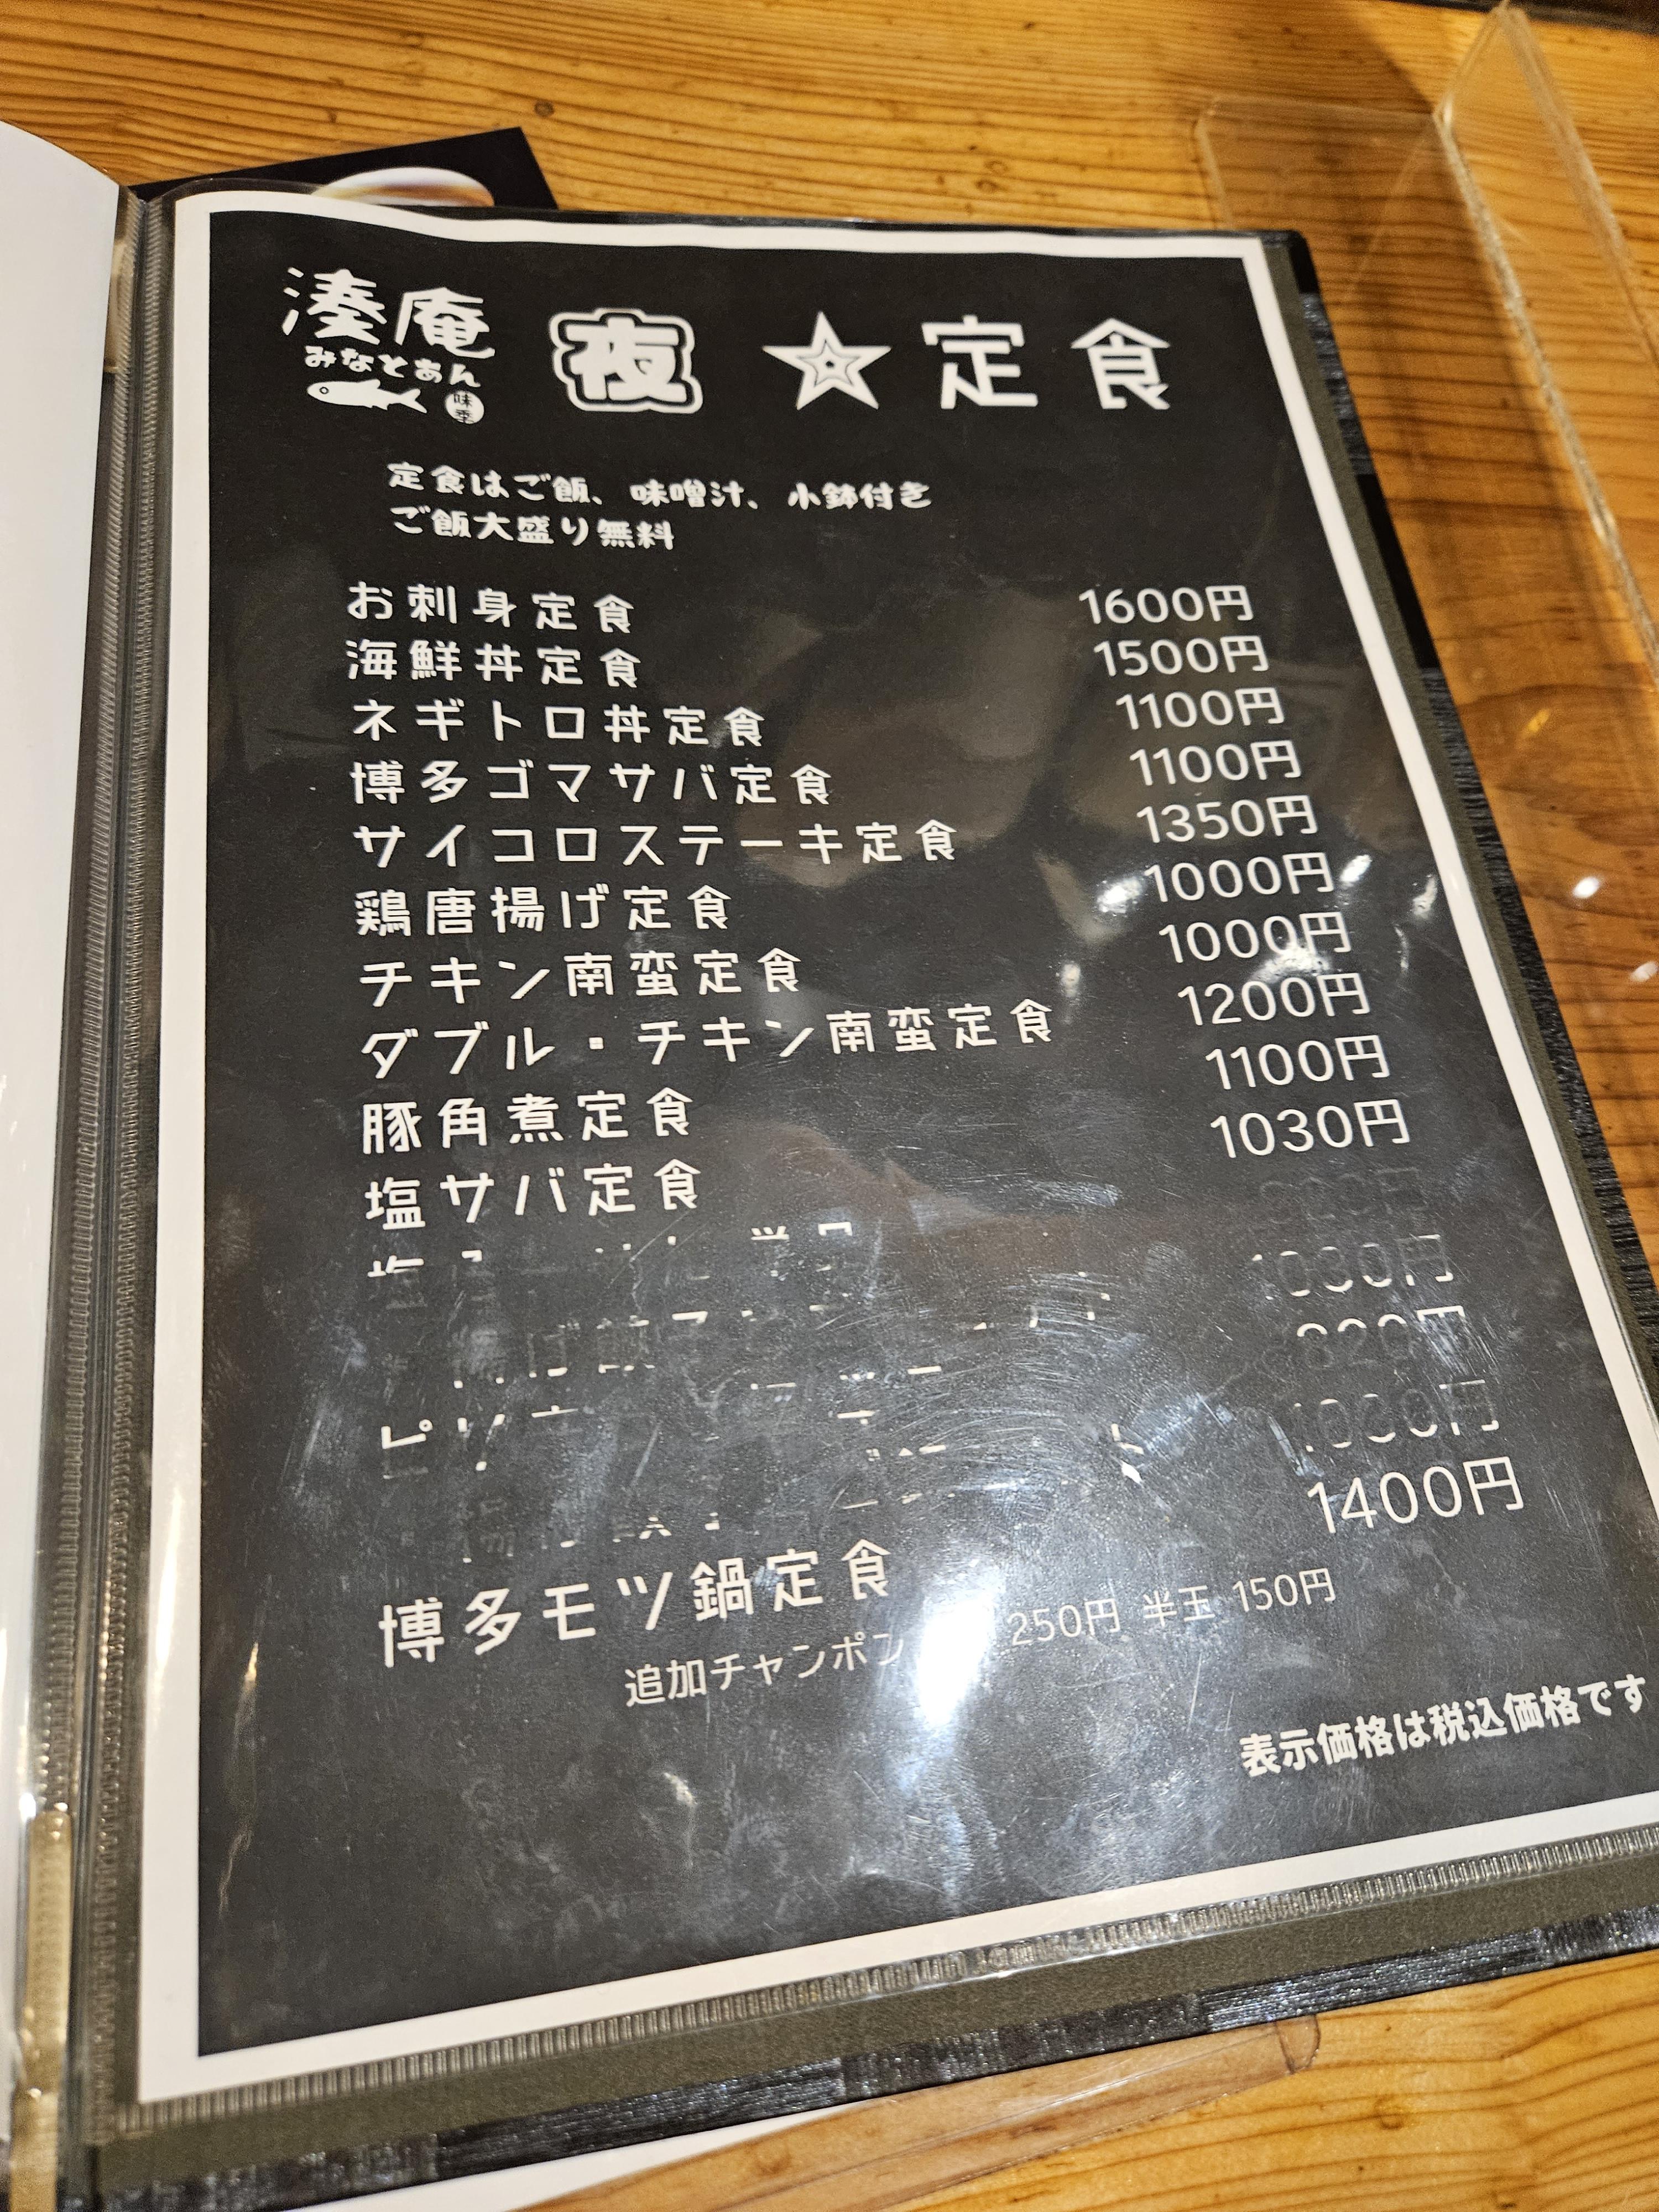 湊庵
みなとあん
味季
夜 ☆定食
定食はご飯、味噌汁、小鉢付き
ご飯大盛り無料
お刺身定食 1600円
海鮮丼定食 1500円
ネギトロ丼定食 1100円
博多ゴマサバ定食 1100円
サイコロステーキ定食 1350円
鶏唐揚げ定食 1000円
チキン南蛮定食 1000円
ダブル・チキン南蛮定食 1200円
豚角煮定食 1100円
塩サバ定食 1030円
博多モツ鍋定食 1400円
追加チャンポン 250円 半玉 150円
表示価格は税込価格です